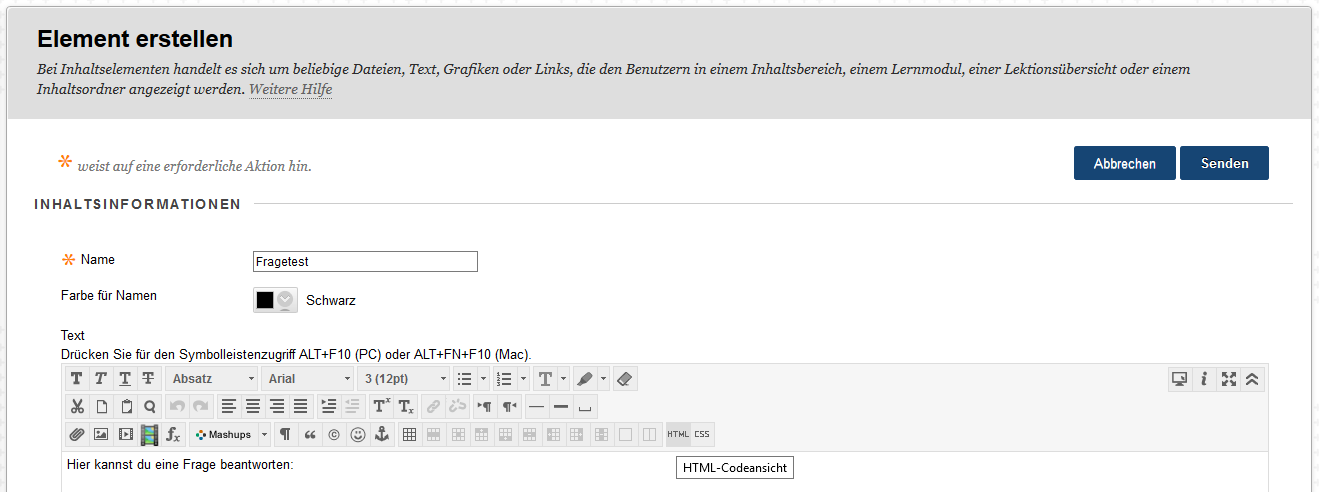 Element erstellen
Bei Inhaltselementen handelt es sich um beliebige Dateien, Text, Grafiken oder Links, die den Benutzern in einem Inhaltsbereich, einem Lernmodul, einer Lektionsübersicht oder einem
Inhaltsordner angezeigt werden. Weitere Hilfe
weist auf eine erforderliche Aktion hin.
Abbrechen Senden
INHALTSINFORMATIONEN
Name Fragetest
Farbe für Namen Schwarz
Text
Drücken Sie für den Symbolleistenzugriff ALT+F10 (PC) oder ALT+FN+F10 (Mac).
T T T T Absatz Arial 3 (12pt) T
Tx Tx
fx Mashups HTML CSS
Hier kannst du eine Frage beantworten:
HTML-Codeansicht